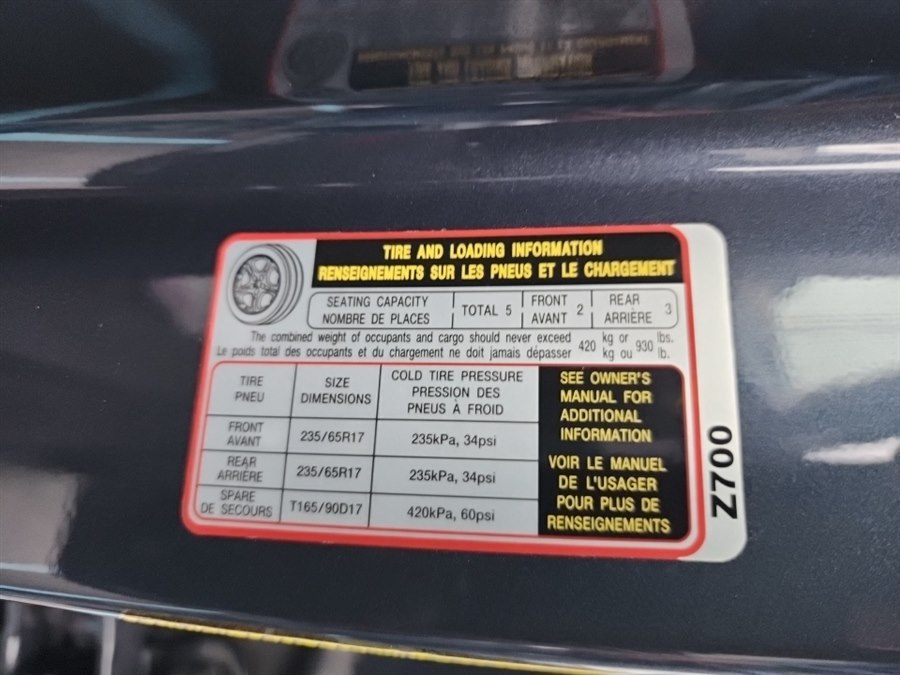 TIRE AND LOADING INFORMATION
RENSEIGNEMENTS SUR LES PNEUS ET LE CHARGEMENT
SEATING CAPACITY
NOMBRE DE PLACES
TOTAL 5
FRONT
AVANT 2
REAR
ARRIÈRE 3
The combined weight of occupants and cargo should never exceed 420 kg or 930 lbs.
Le poids total des occupants et du chargement ne doit jamais dépasser 420 kg ou 930 lb.
TIRE
PNEU
SIZE
DIMENSIONS
COLD TIRE PRESSURE
PRESSION DES
PNEUS À FROID
FRONT
AVANT
235/65R17
235kPa, 34psi
REAR
ARRIÈRE
235/65R17
235kPa, 34psi
SPARE
DE SECOURS
T165/90D17
420kPa, 60psi
SEE OWNER'S
MANUAL FOR
ADDITIONAL
INFORMATION
VOIR LE MANUEL
DE L'USAGER
POUR PLUS DE
RENSEIGNEMENTS
Z700